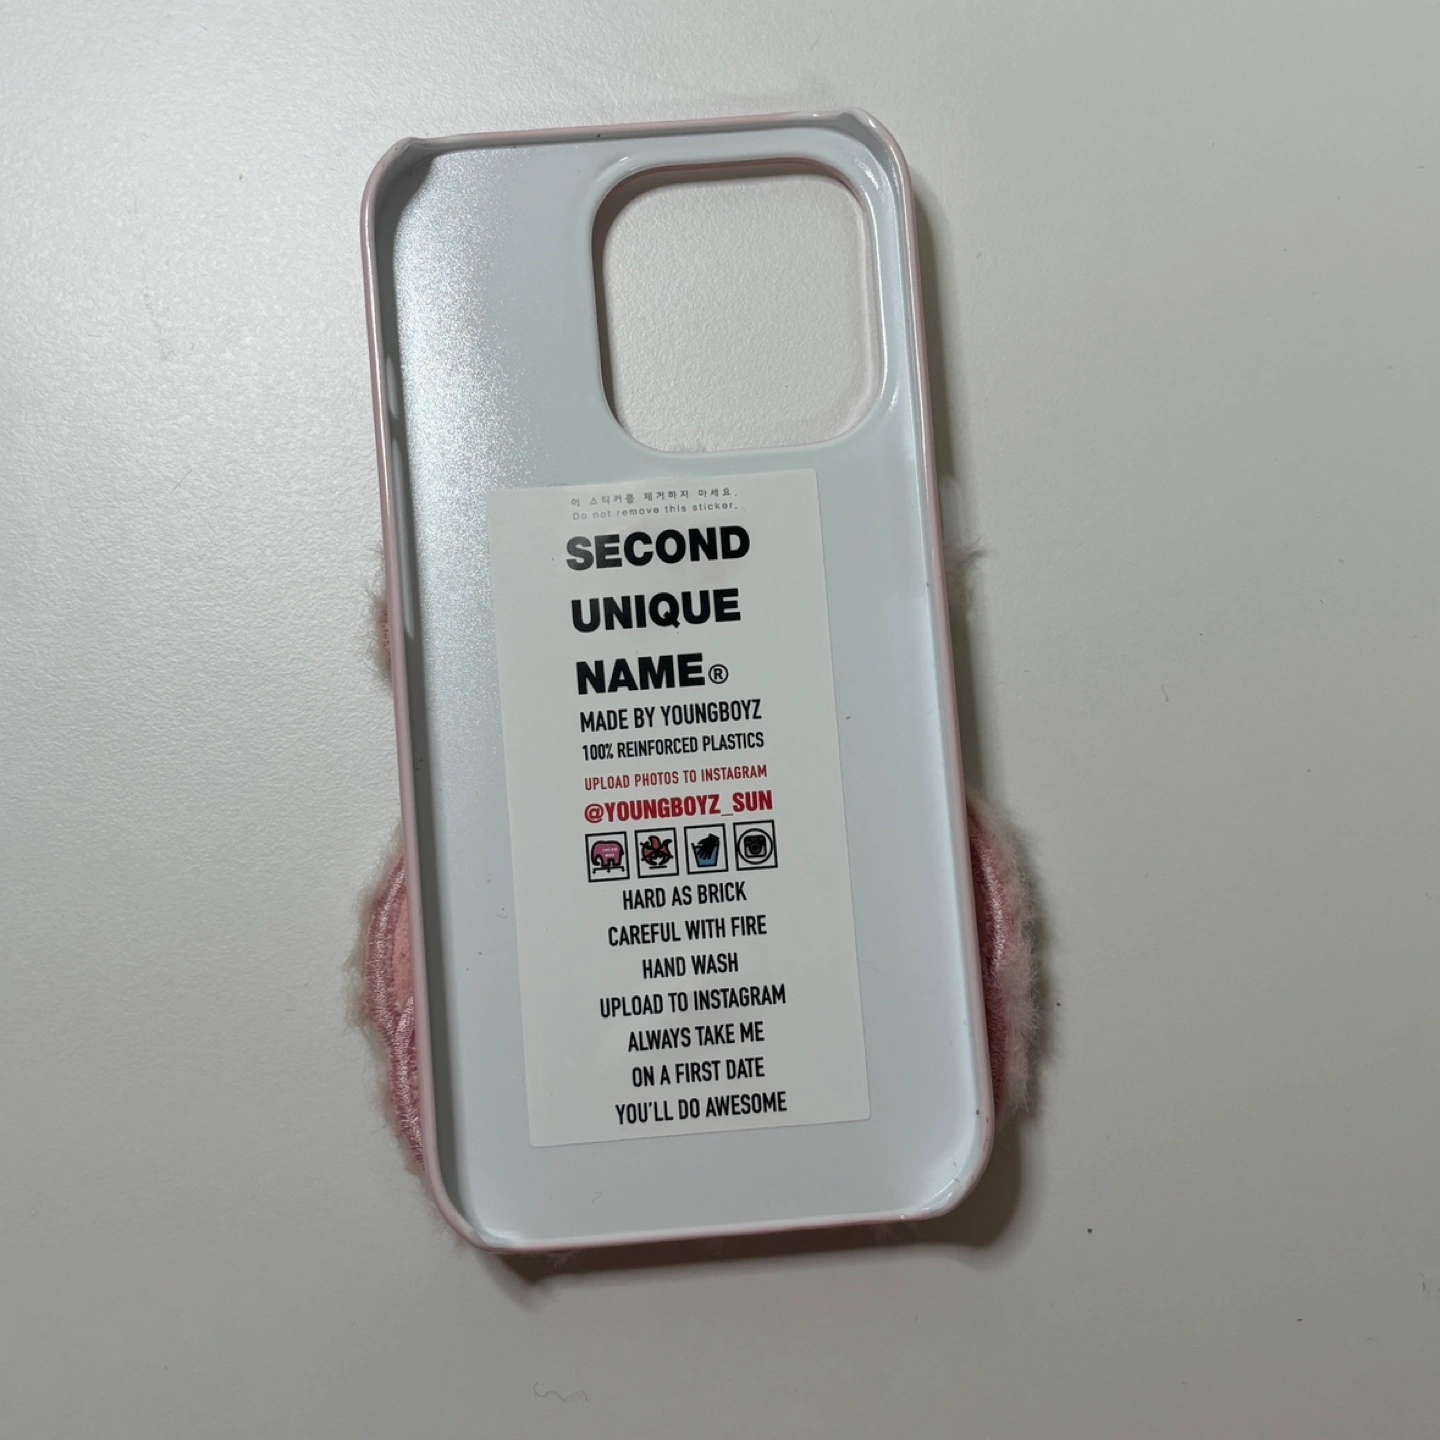 이 스티커를 제거하지 마세요.
Do not remove this sticker.
SECOND
UNIQUE
NAME®
MADE BY YOUNGBOYZ
100% REINFORCED PLASTICS
UPLOAD PHOTOS TO INSTAGRAM
@YOUNGBOYZ_SUN
HARD AS BRICK
CAREFUL WITH FIRE
HAND WASH
UPLOAD TO INSTAGRAM
ALWAYS TAKE ME
ON A FIRST DATE
YOU'LL DO AWESOME